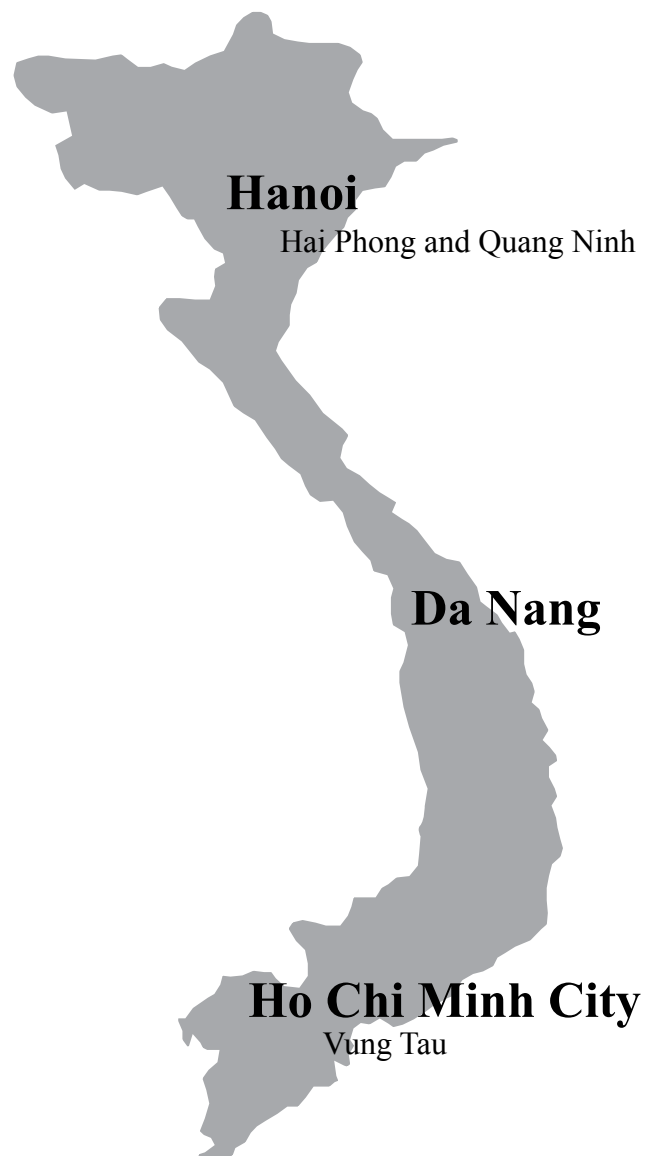 Hanoi
Hai Phong and Quang Ninh
Da Nang
Ho Chi Minh City
Vung Tau